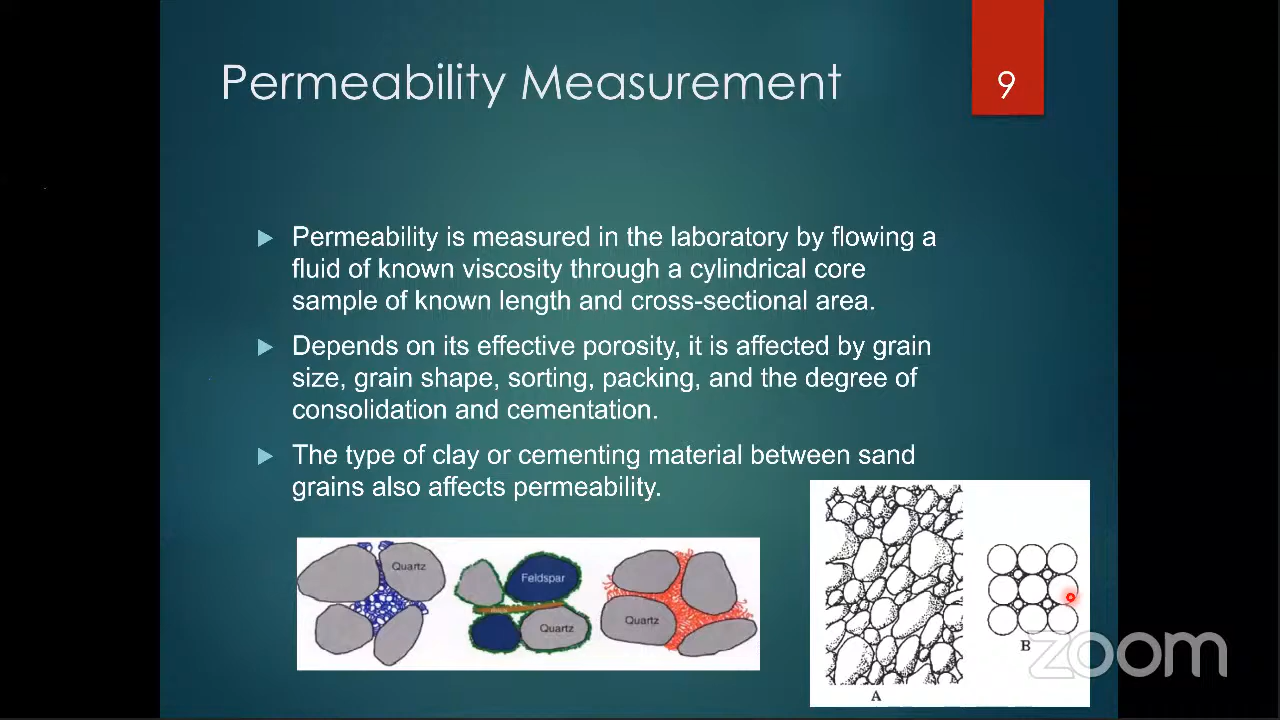 Permeability Measurement
9
Permeability is measured in the laboratory by flowing a
fluid of known viscosity through a cylindrical core
sample of known length and cross-sectional area.
Depends on its effective porosity, it is affected by grain
size, grain shape, sorting, packing, and the degree of
consolidation and cementation.
The type of clay or cementing material between sand
grains also affects permeability.
Quartz
Feldspar
Quartz
Quartz
A
B
zoom